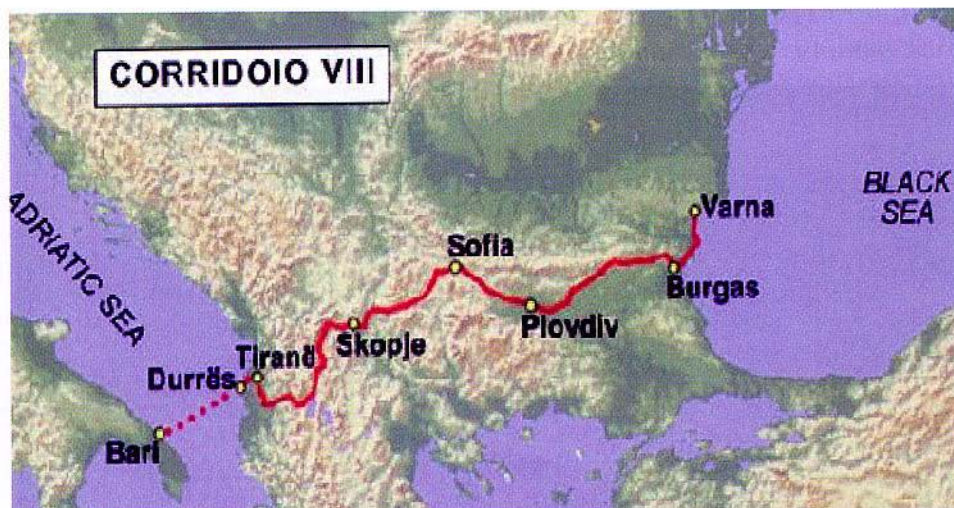 CORRIDOIO VIII
ADRIATIC SEA
BLACK
SEA
Varna
Sofia
Burgas
Plovdiv
Skopje
Tiranë
Durrës
Bari